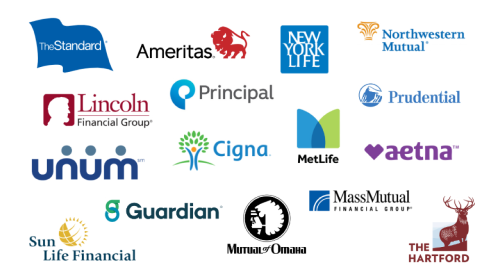 TheStandard
Ameritas
NEW
YORK
LIFE
Northwestern
Mutual®
Lincoln
Financial Group®
Principal
Prudential
unum
Cigna
MetLife
aetna™
Guardian
MassMutual
FINANCIAL GROUP
Sun
Life Financial
Mutual of Omaha
THE
HARTFORD